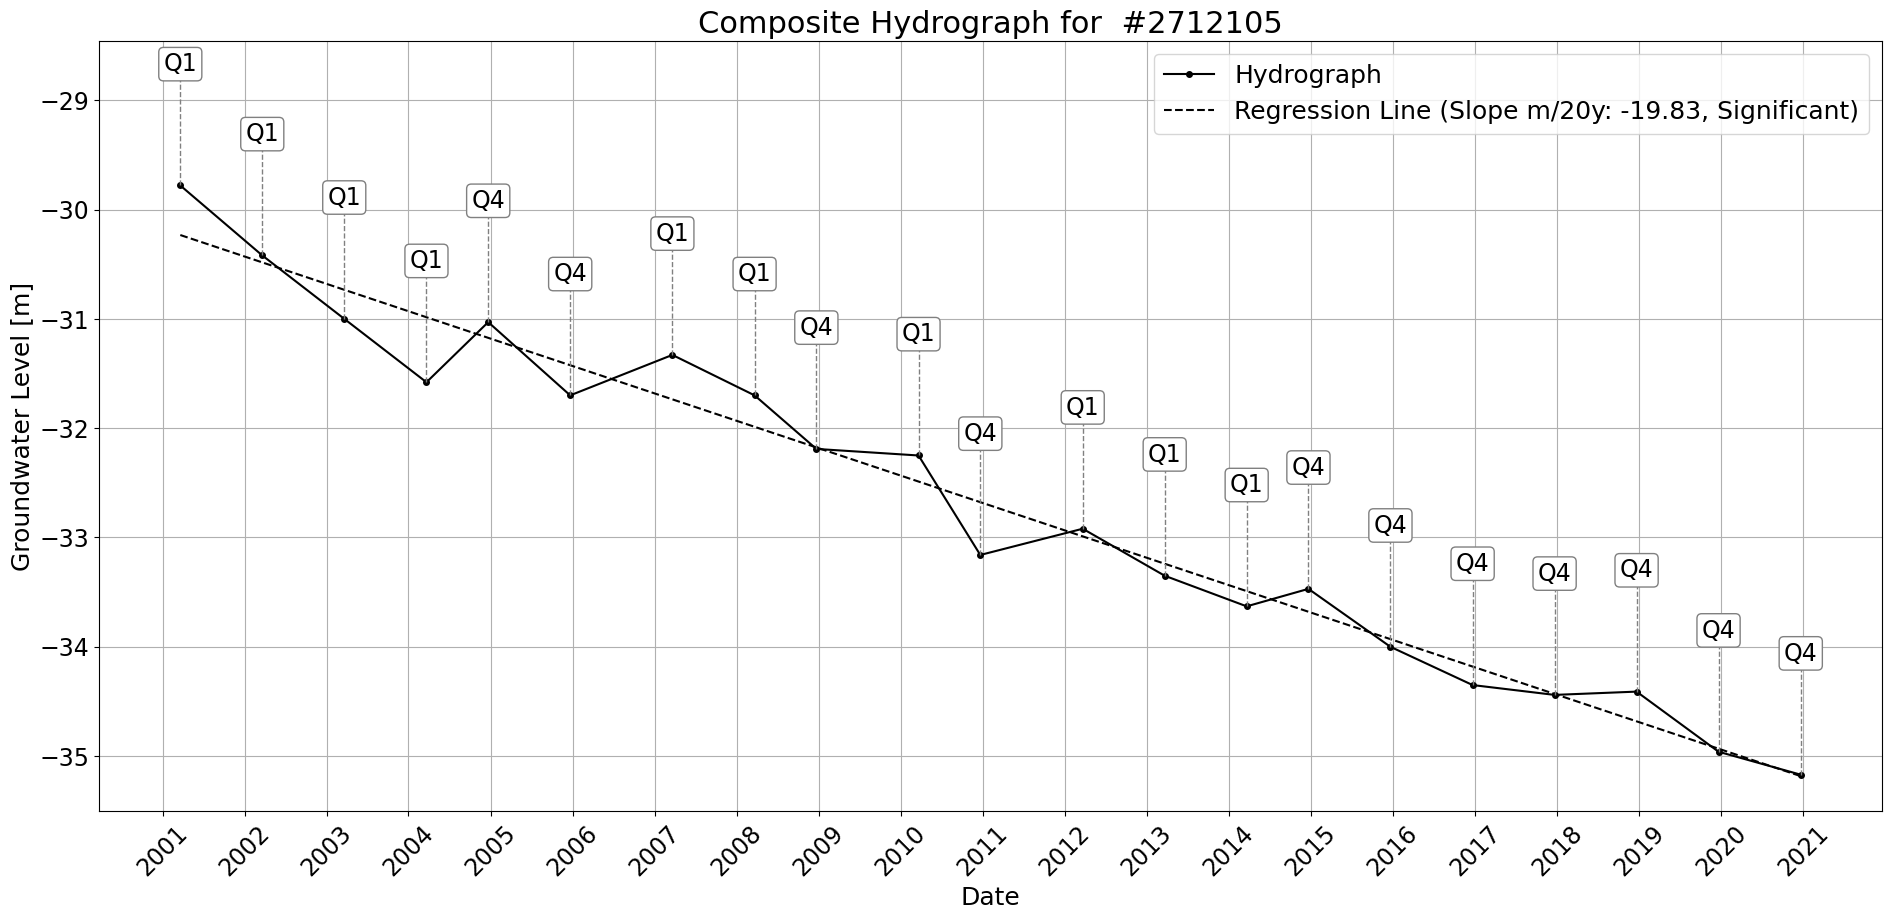 Composite Hydrograph for  #2712105
Hydrograph
Regression Line (Slope m/20y: -19.83, Significant)
Groundwater Level [m]
−29
−30
−31
−32
−33
−34
−35
Q1
Q1
Q1
Q1
Q4
Q4
Q1
Q1
Q4
Q1
Q4
Q1
Q1
Q1
Q4
Q4
Q4
Q4
Q4
Q4
Q4
2001
2002
2003
2004
2005
2006
2007
2008
2009
2010
2011
2012
2013
2014
2015
2016
2017
2018
2019
2020
2021
Date